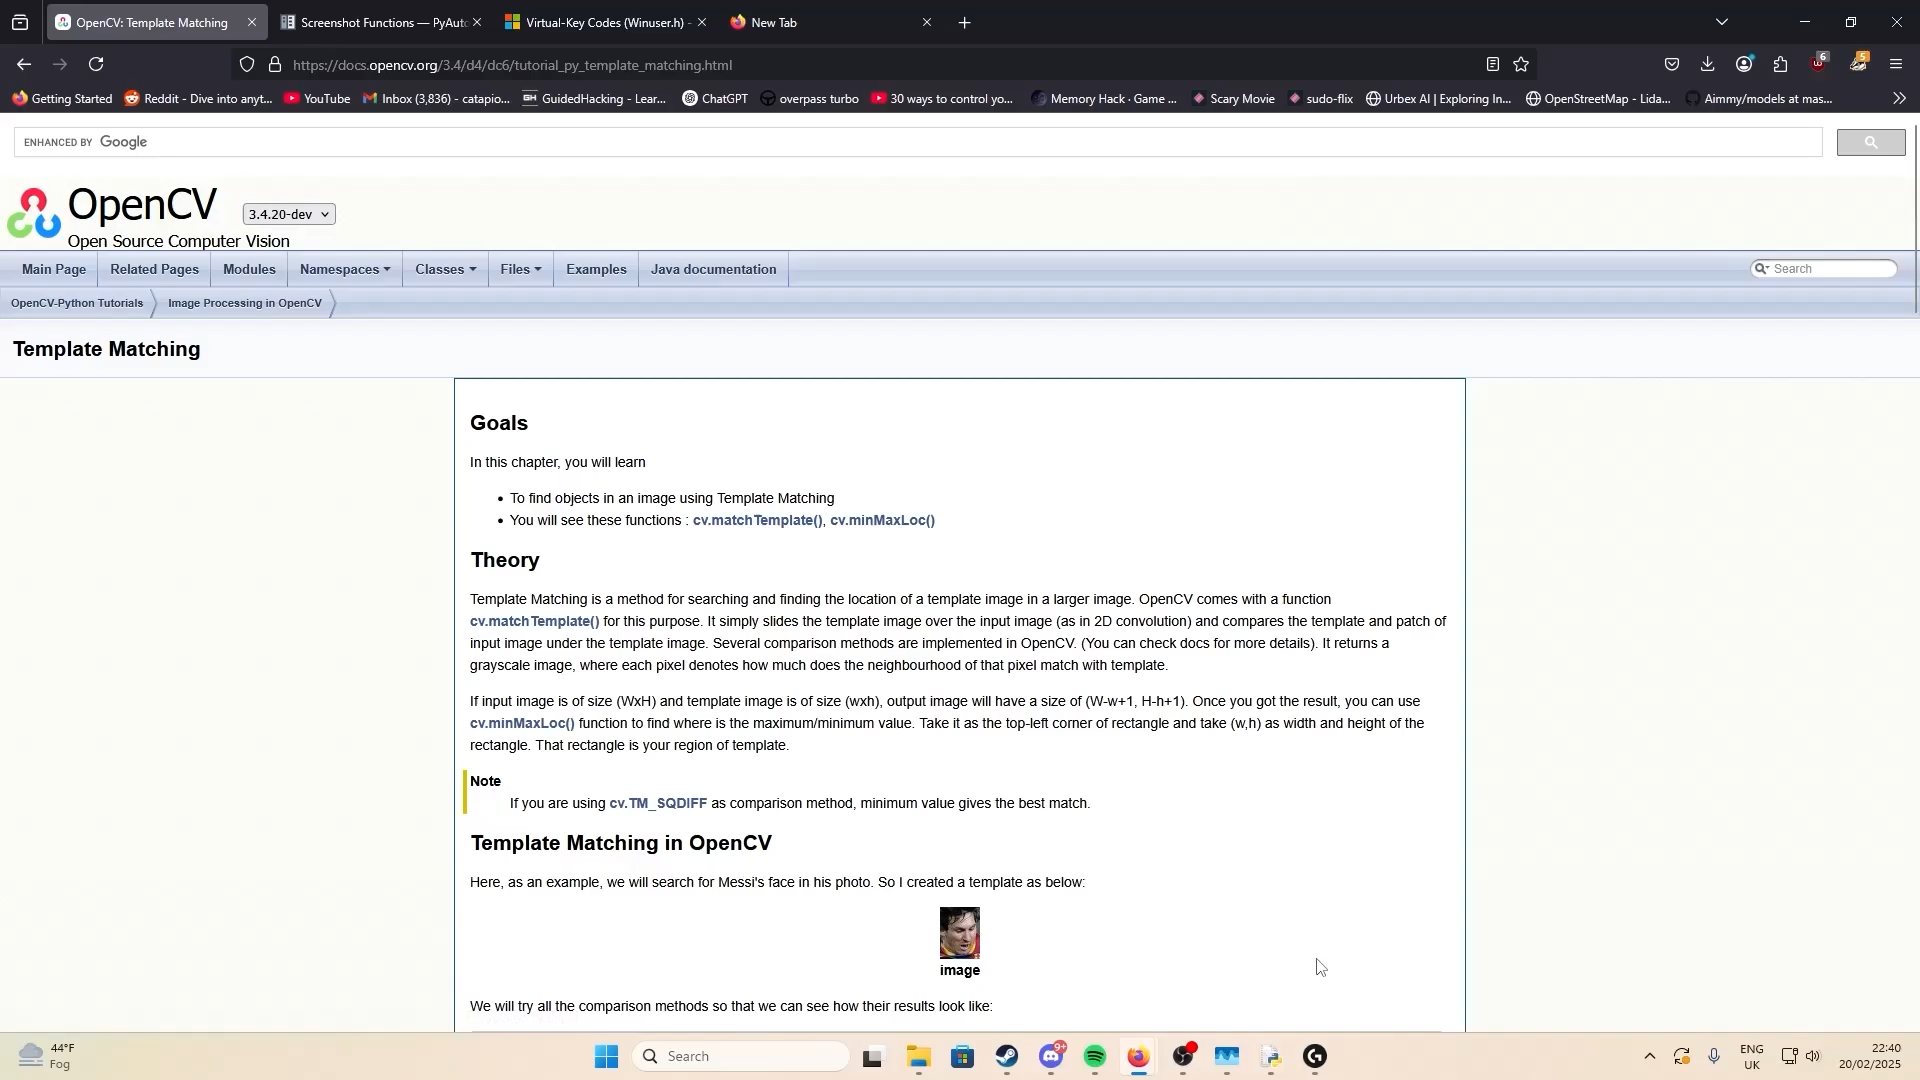 OpenCV: Template Matching
Screenshot Functions — PyAuto
Virtual-Key Codes (Winuser.h) -
New Tab
https://docs.opencv.org/3.4/d4/dc6/tutorial_py_template_matching.html
6
5
Getting Started
Reddit - Dive into anyt...
YouTube
Inbox (3,836) - catapio...
GH GuidedHacking - Lear...
ChatGPT
overpass turbo
30 ways to control yo...
Memory Hack · Game ...
Scary Movie
sudo-flix
Urbex AI | Exploring In...
OpenStreetMap - Lida...
Aimmy/models at mas...
ENHANCED BY Google
OpenCV
3.4.20-dev
Open Source Computer Vision
Main Page
Related Pages
Modules
Namespaces
Classes
Files
Examples
Java documentation
Search
OpenCV-Python Tutorials
Image Processing in OpenCV
Template Matching
Goals
In this chapter, you will learn
• To find objects in an image using Template Matching
• You will see these functions : cv.matchTemplate(), cv.minMaxLoc()
Theory
Template Matching is a method for searching and finding the location of a template image in a larger image. OpenCV comes with a function
cv.matchTemplate() for this purpose. It simply slides the template image over the input image (as in 2D convolution) and compares the template and patch of
input image under the template image. Several comparison methods are implemented in OpenCV. (You can check docs for more details). It returns a
grayscale image, where each pixel denotes how much does the neighbourhood of that pixel match with template.
If input image is of size (WxH) and template image is of size (wxh), output image will have a size of (W-w+1, H-h+1). Once you got the result, you can use
cv.minMaxLoc() function to find where is the maximum/minimum value. Take it as the top-left corner of rectangle and take (w,h) as width and height of the
rectangle. That rectangle is your region of template.
Note
If you are using cv.TM_SQDIFF as comparison method, minimum value gives the best match.
Template Matching in OpenCV
Here, as an example, we will search for Messi's face in his photo. So I created a template as below:
image
We will try all the comparison methods so that we can see how their results look like:
44°F
Fog
Search
9+
ENG
UK
22:40
20/02/2025